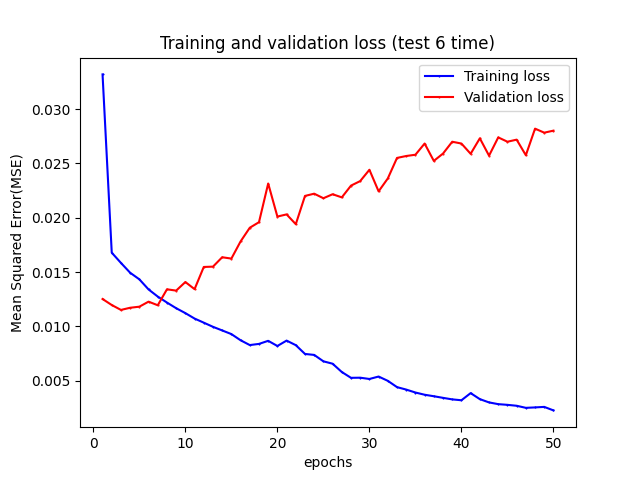 Training and validation loss (test 6 time)
Training loss
Validation loss
Mean Squared Error(MSE)
0.030
0.025
0.020
0.015
0.010
0.005
0 10 20 30 40 50
epochs